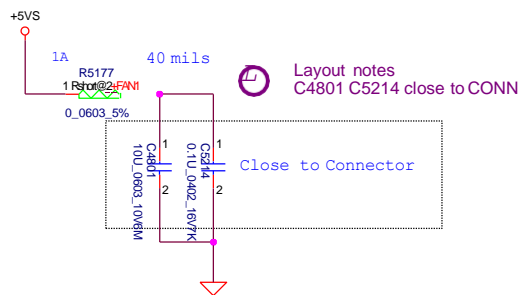 +5VS
1A
40 mils
R5177
1 Rshort@2 +FAN1
0_0603_5%
L
Layout notes
C4801 C5214 close to CONN
1
1
C4801
10U_0603_10V6M
C5214
0.1U_0402_16V7K
Close to Connector
2
2